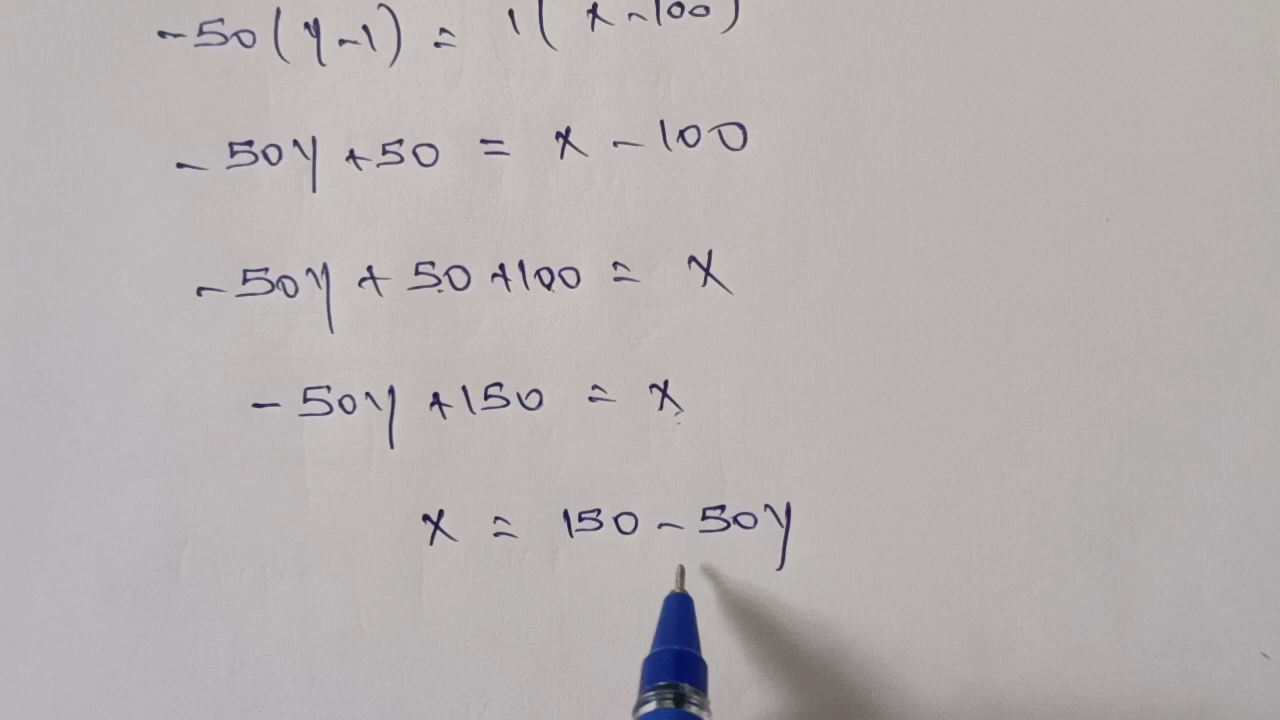 -50(y-1) = 1(x-100)
-50y+50 = x-100
-50y+50+100 = x
-50y+150 = x
x = 150-50y